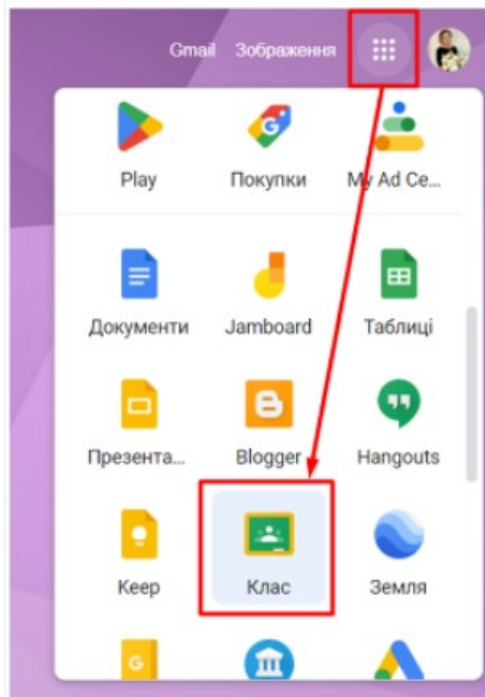 Gmail Зображення
Play Покупки My Ad Ce...
Документи Jamboard Таблиці
Презента... Blogger Hangouts
Keep Клас Земля